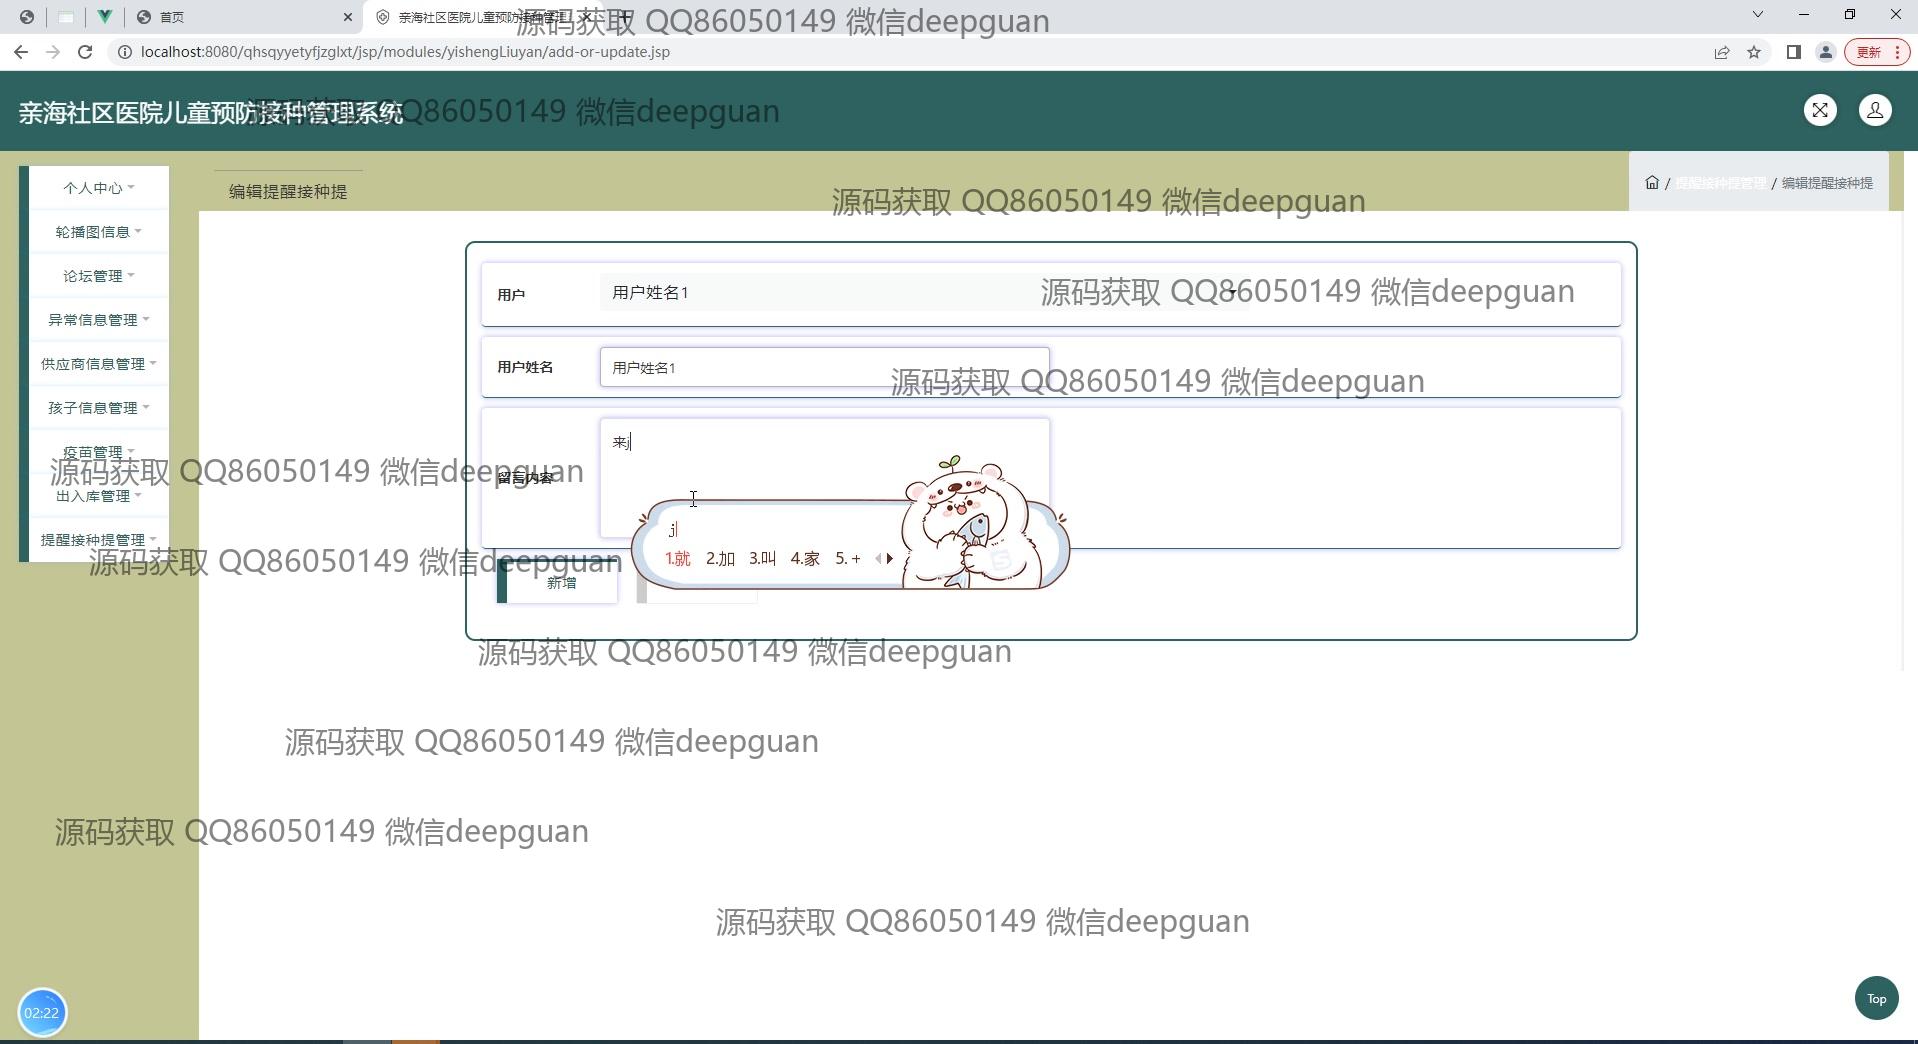 首页
亲海社区医院儿童预防接种管理
源码获取 QQ86050149 微信deepguan
localhost:8080/qhsqyyetyfjzglxt/jsp/modules/yishengLiuyan/add-or-update.jsp
更新
亲海社区医院儿童预防接种管理系统
源码获取 QQ86050149 微信deepguan
个人中心
编辑提醒接种提
/ 提醒接种提管理 / 编辑提醒接种提
源码获取 QQ86050149 微信deepguan
轮播图信息
论坛管理
用户
用户姓名1
源码获取 QQ86050149 微信deepguan
异常信息管理
供应商信息管理
用户姓名
用户姓名1
源码获取 QQ86050149 微信deepguan
孩子信息管理
来j
疫苗管理
源码获取 QQ86050149 微信deepguan
留言内容
出入库管理
j
提醒接种提管理
源码获取 QQ86050149 微信deepguan
1.就 2.加 3.叫 4.家 5.+
新增
源码获取 QQ86050149 微信deepguan
源码获取 QQ86050149 微信deepguan
源码获取 QQ86050149 微信deepguan
源码获取 QQ86050149 微信deepguan
Top
02:22